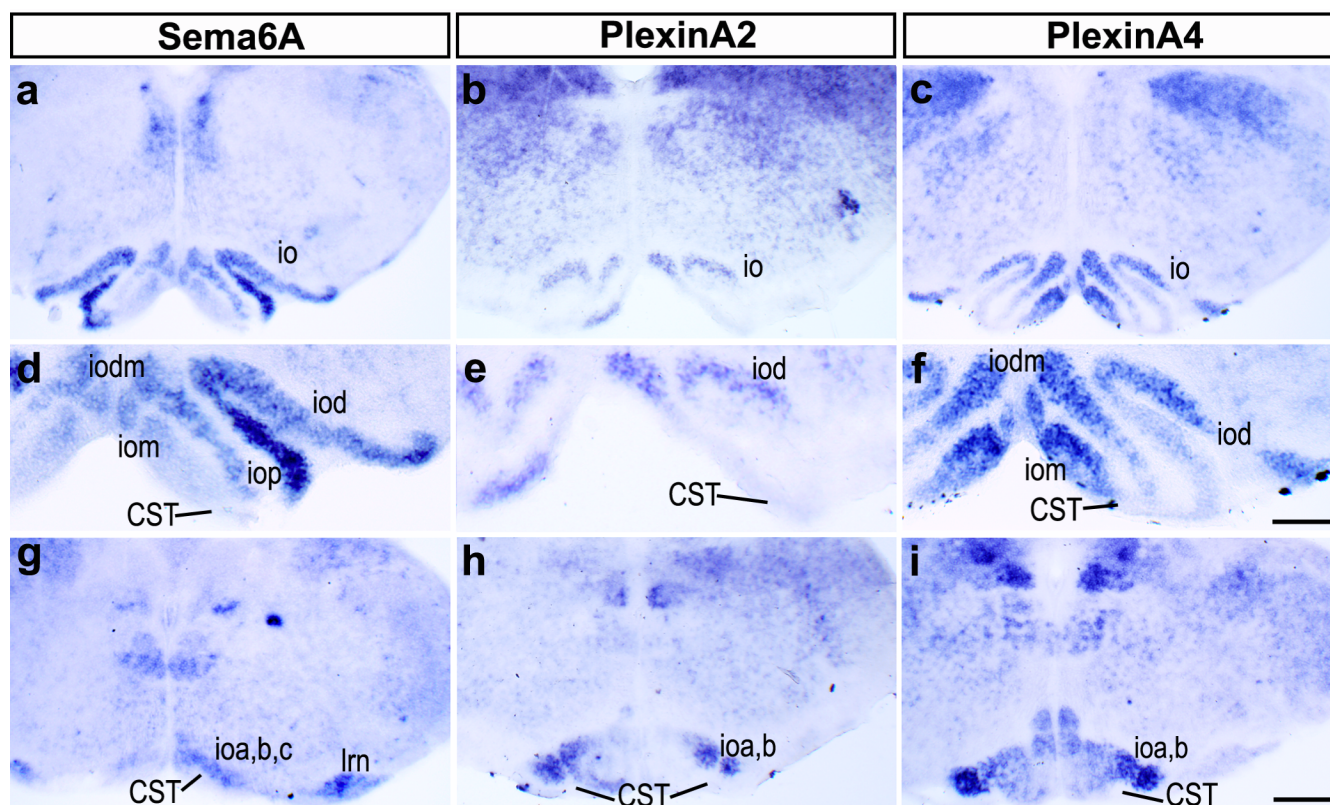 Sema6A
PlexinA2
PlexinA4
a
io
b
io
c
io
d
iodm
iod
iom
iop
CST
e
iod
CST
f
iodm
iod
iom
CST
g
ioa,b,c
lrn
CST
h
ioa,b
CST
i
ioa,b
CST